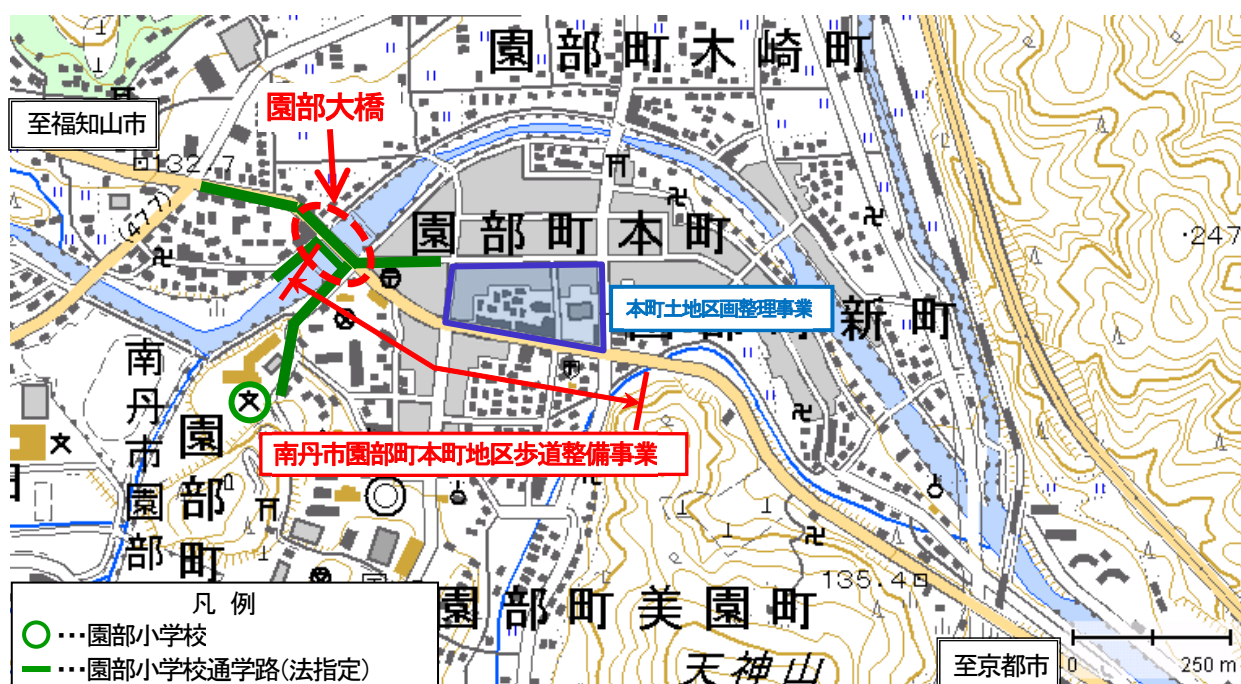 園部町木崎町
園部大橋
至福知山市
132.7
(477)
園部町本町
247
本町土地区画整理事業
新町
南丹市園部町
園部町
南丹市園部町本町地区歩道整備事業
135.4
園部町美園町
天神山
凡 例
…園部小学校
…園部小学校通学路(法指定)
至京都市
0
250 m